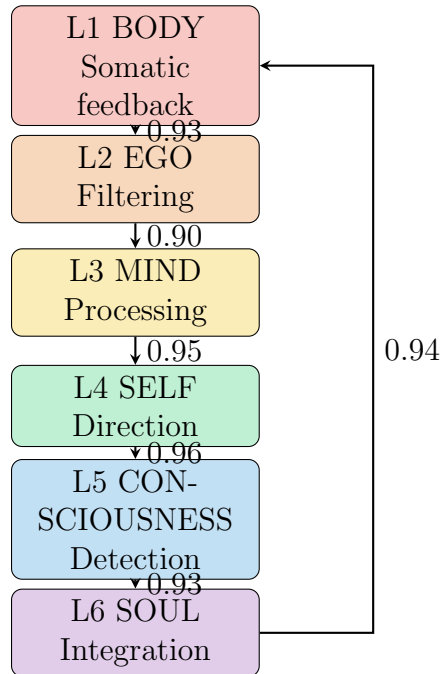 L1 BODY
Somatic
feedback
0.93
L2 EGO
Filtering
0.90
L3 MIND
Processing
0.95
0.94
L4 SELF
Direction
0.96
L5 CON-
SCIOUSNESS
Detection
0.93
L6 SOUL
Integration